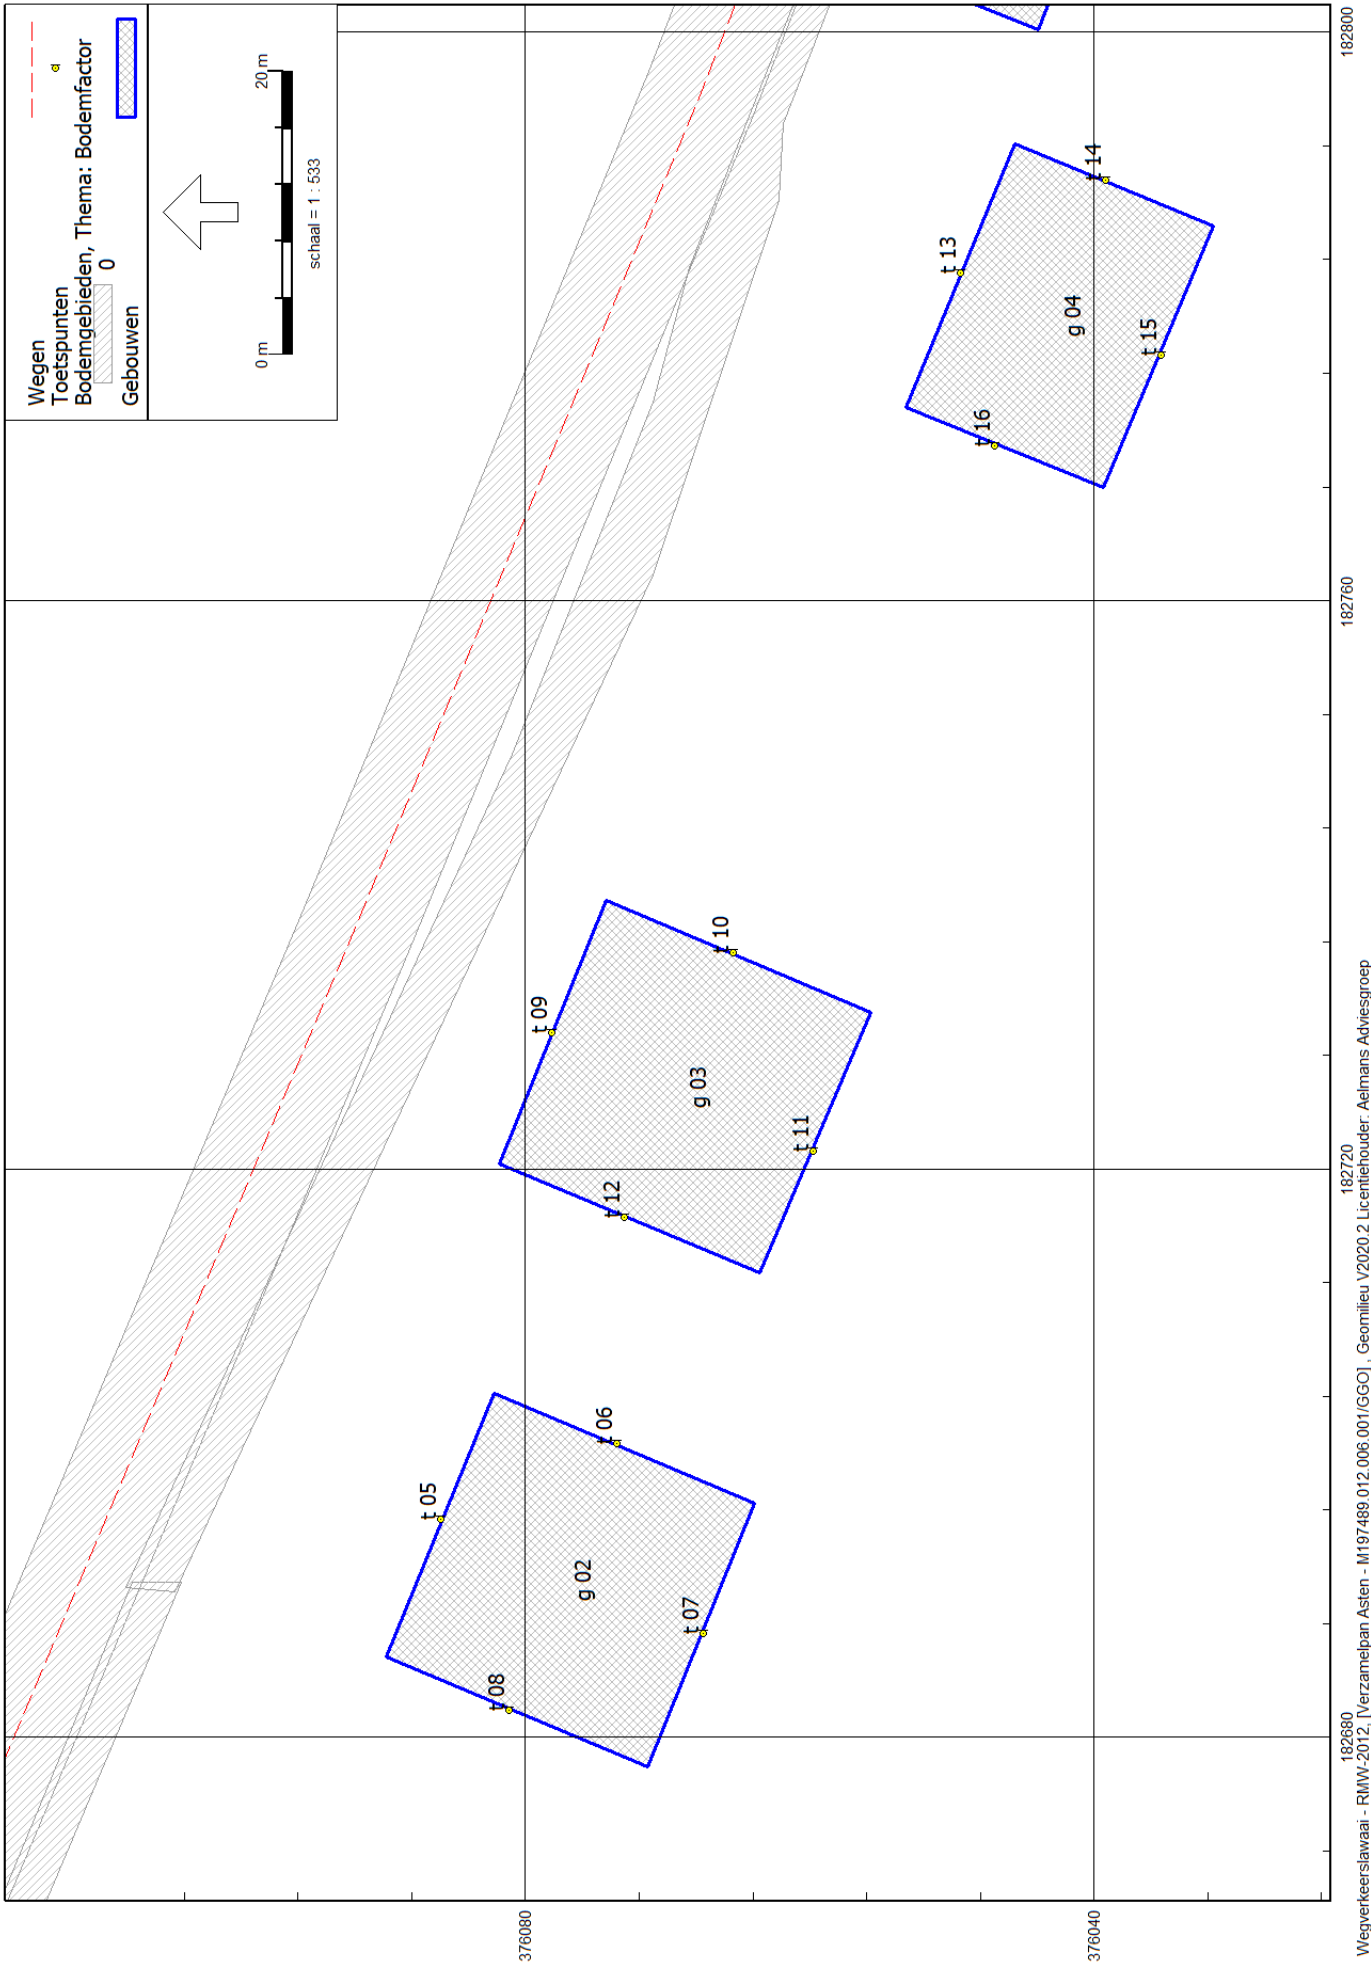 Wegen
Toetspunten
Bodemgebieden, Thema: Bodemfactor
0
Gebouwen
0 m
20 m
schaal = 1 : 533
t 05
t 06
t 07
t 08
g 02
t 09
t 10
t 11
t 12
g 03
t 13
t 14
t 15
t 16
g 04
376080
376040
182680
182720
182760
182800
Wegverkeerslawaai - RMW-2012, [Verzamelpan Asten - M197489.012.006.001/GGO] , Geomilieu V2020.2 Licentiehouder: Aelmans Adviesgroep